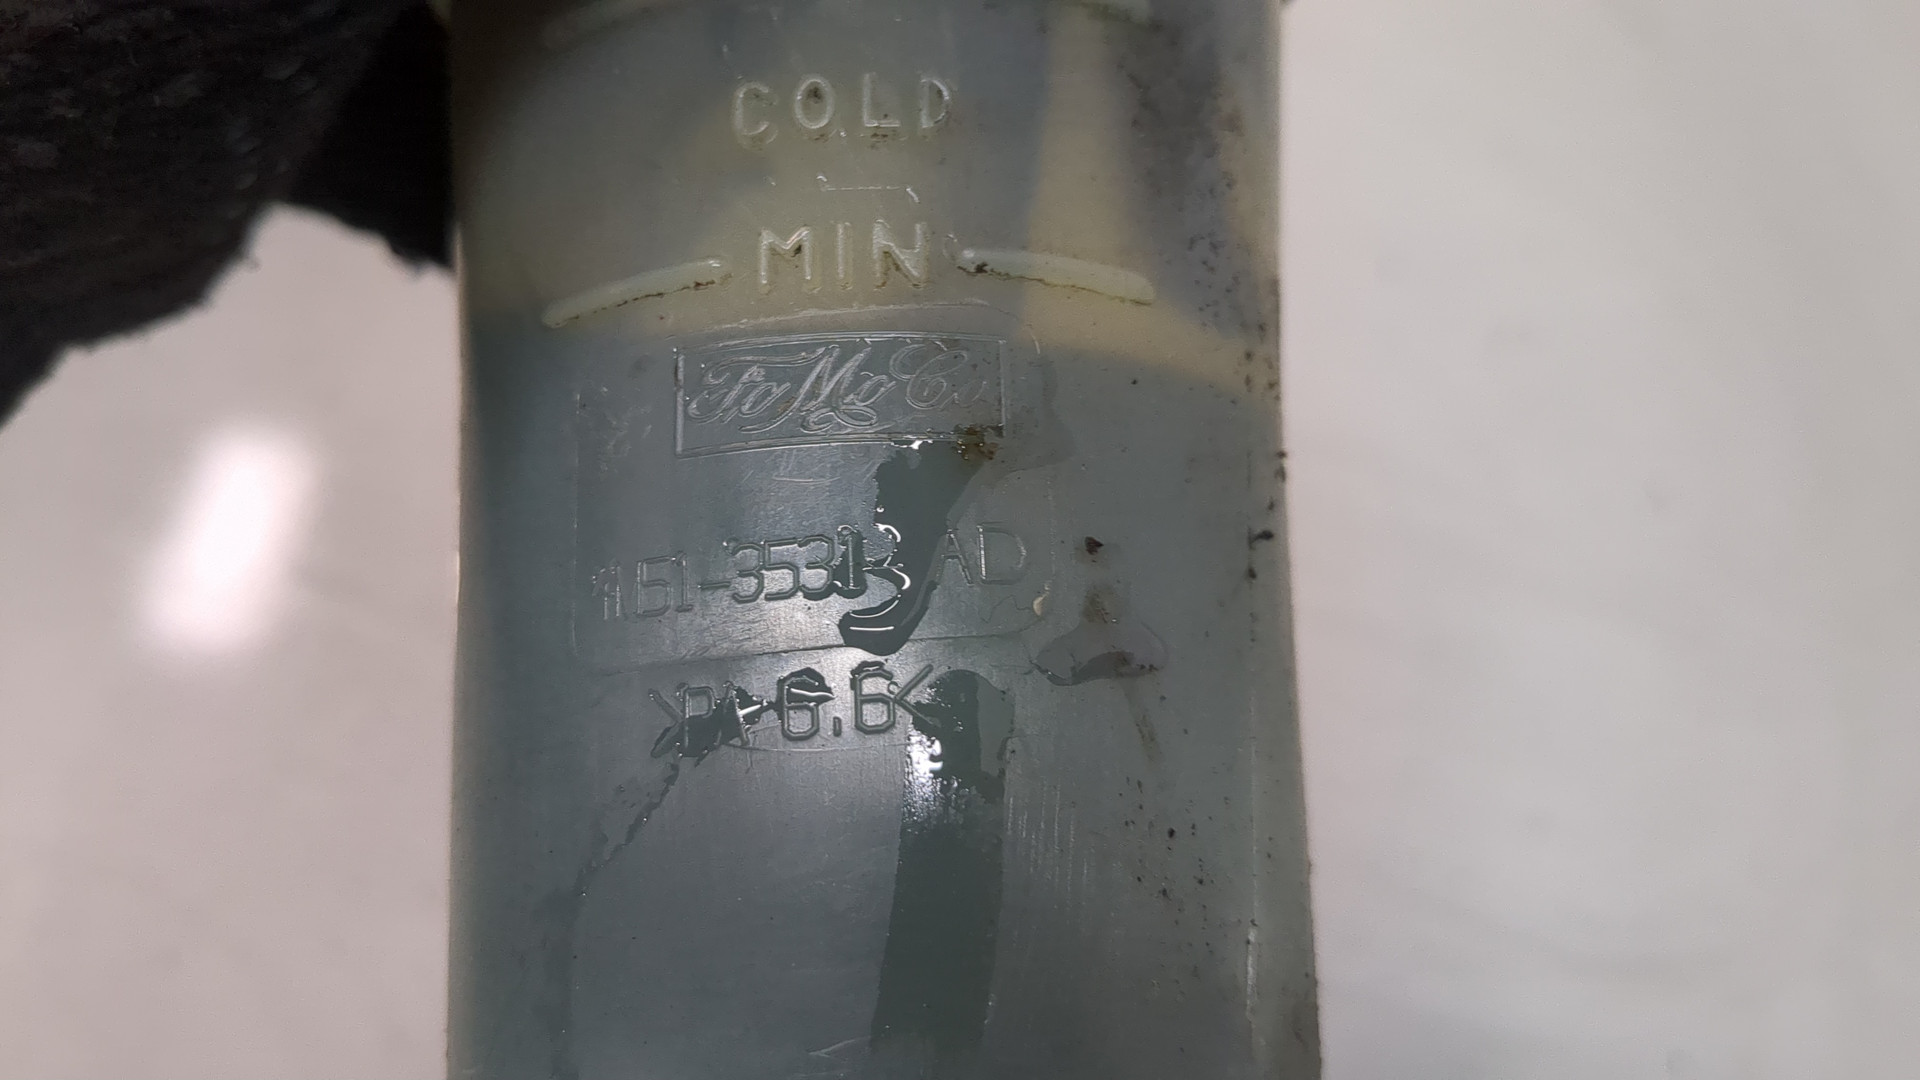 COLD
MIN
FoMoCo
AD
>PA 6.6<